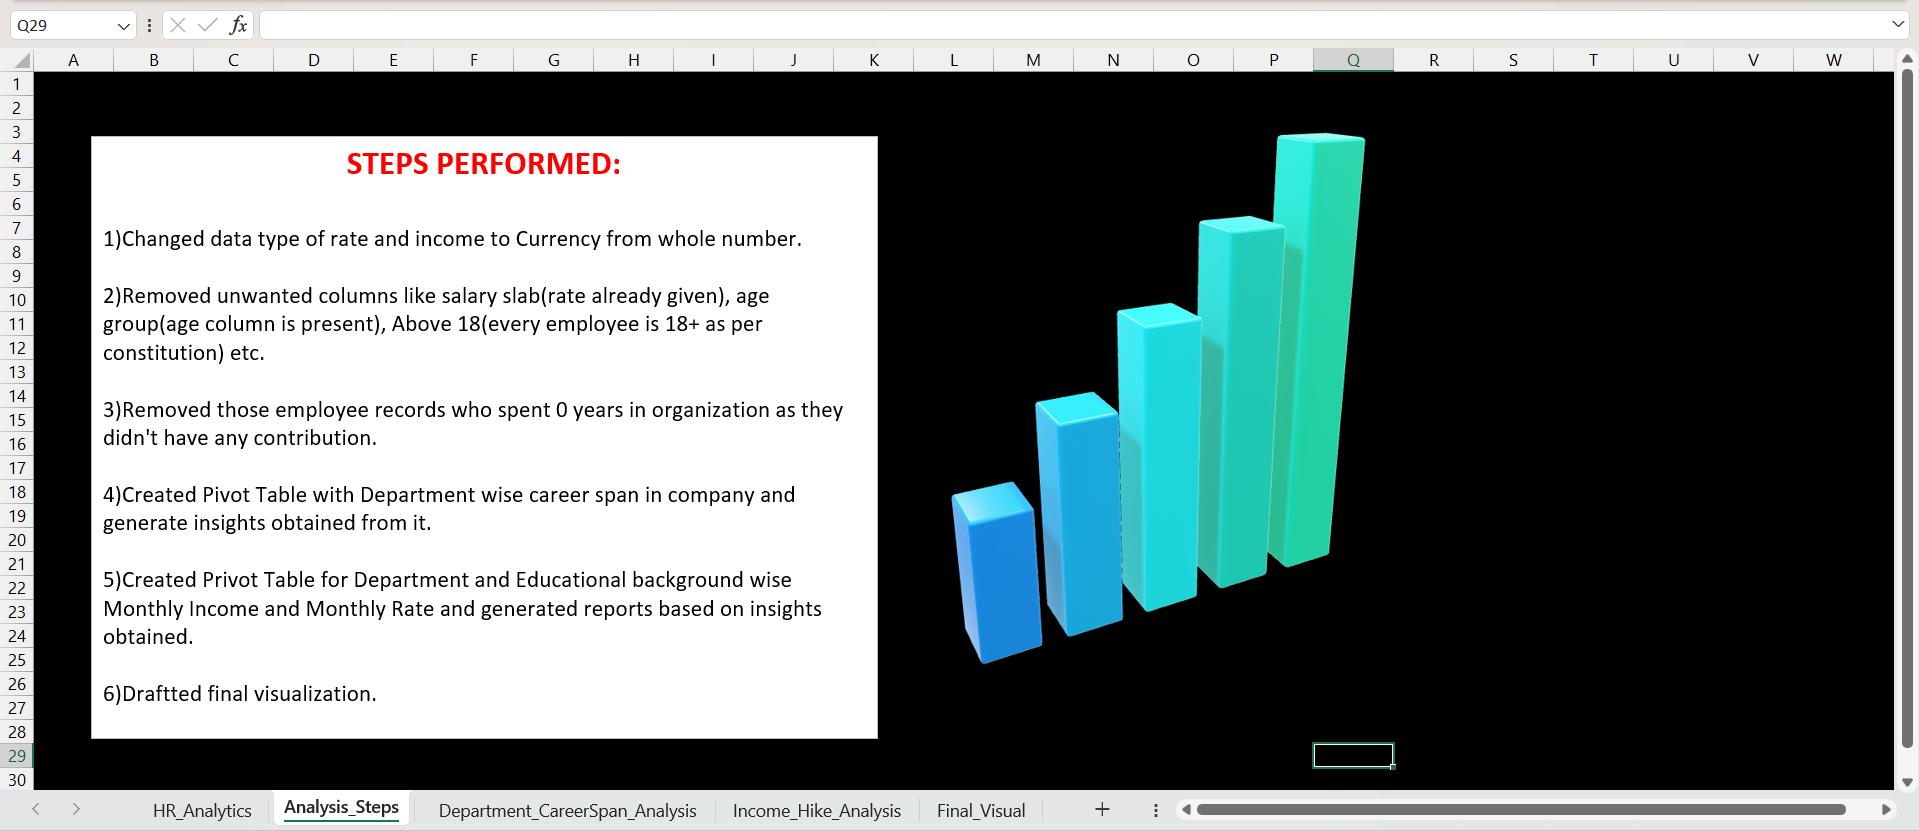 Q29
fx
A B C D E F G H I J K L M N O P Q R S T U V W
1
2
3
4
5
6
7
8
9
10
11
12
13
14
15
16
17
18
19
20
21
22
23
24
25
26
27
28
29
30
STEPS PERFORMED:
1)Changed data type of rate and income to Currency from whole number.
2)Removed unwanted columns like salary slab(rate already given), age
group(age column is present), Above 18(every employee is 18+ as per
constitution) etc.
3)Removed those employee records who spent 0 years in organization as they
didn't have any contribution.
4)Created Pivot Table with Department wise career span in company and
generate insights obtained from it.
5)Created Privot Table for Department and Educational background wise
Monthly Income and Monthly Rate and generated reports based on insights
obtained.
6)Draftted final visualization.
HR_Analytics Analysis_Steps Department_CareerSpan_Analysis Income_Hike_Analysis Final_Visual